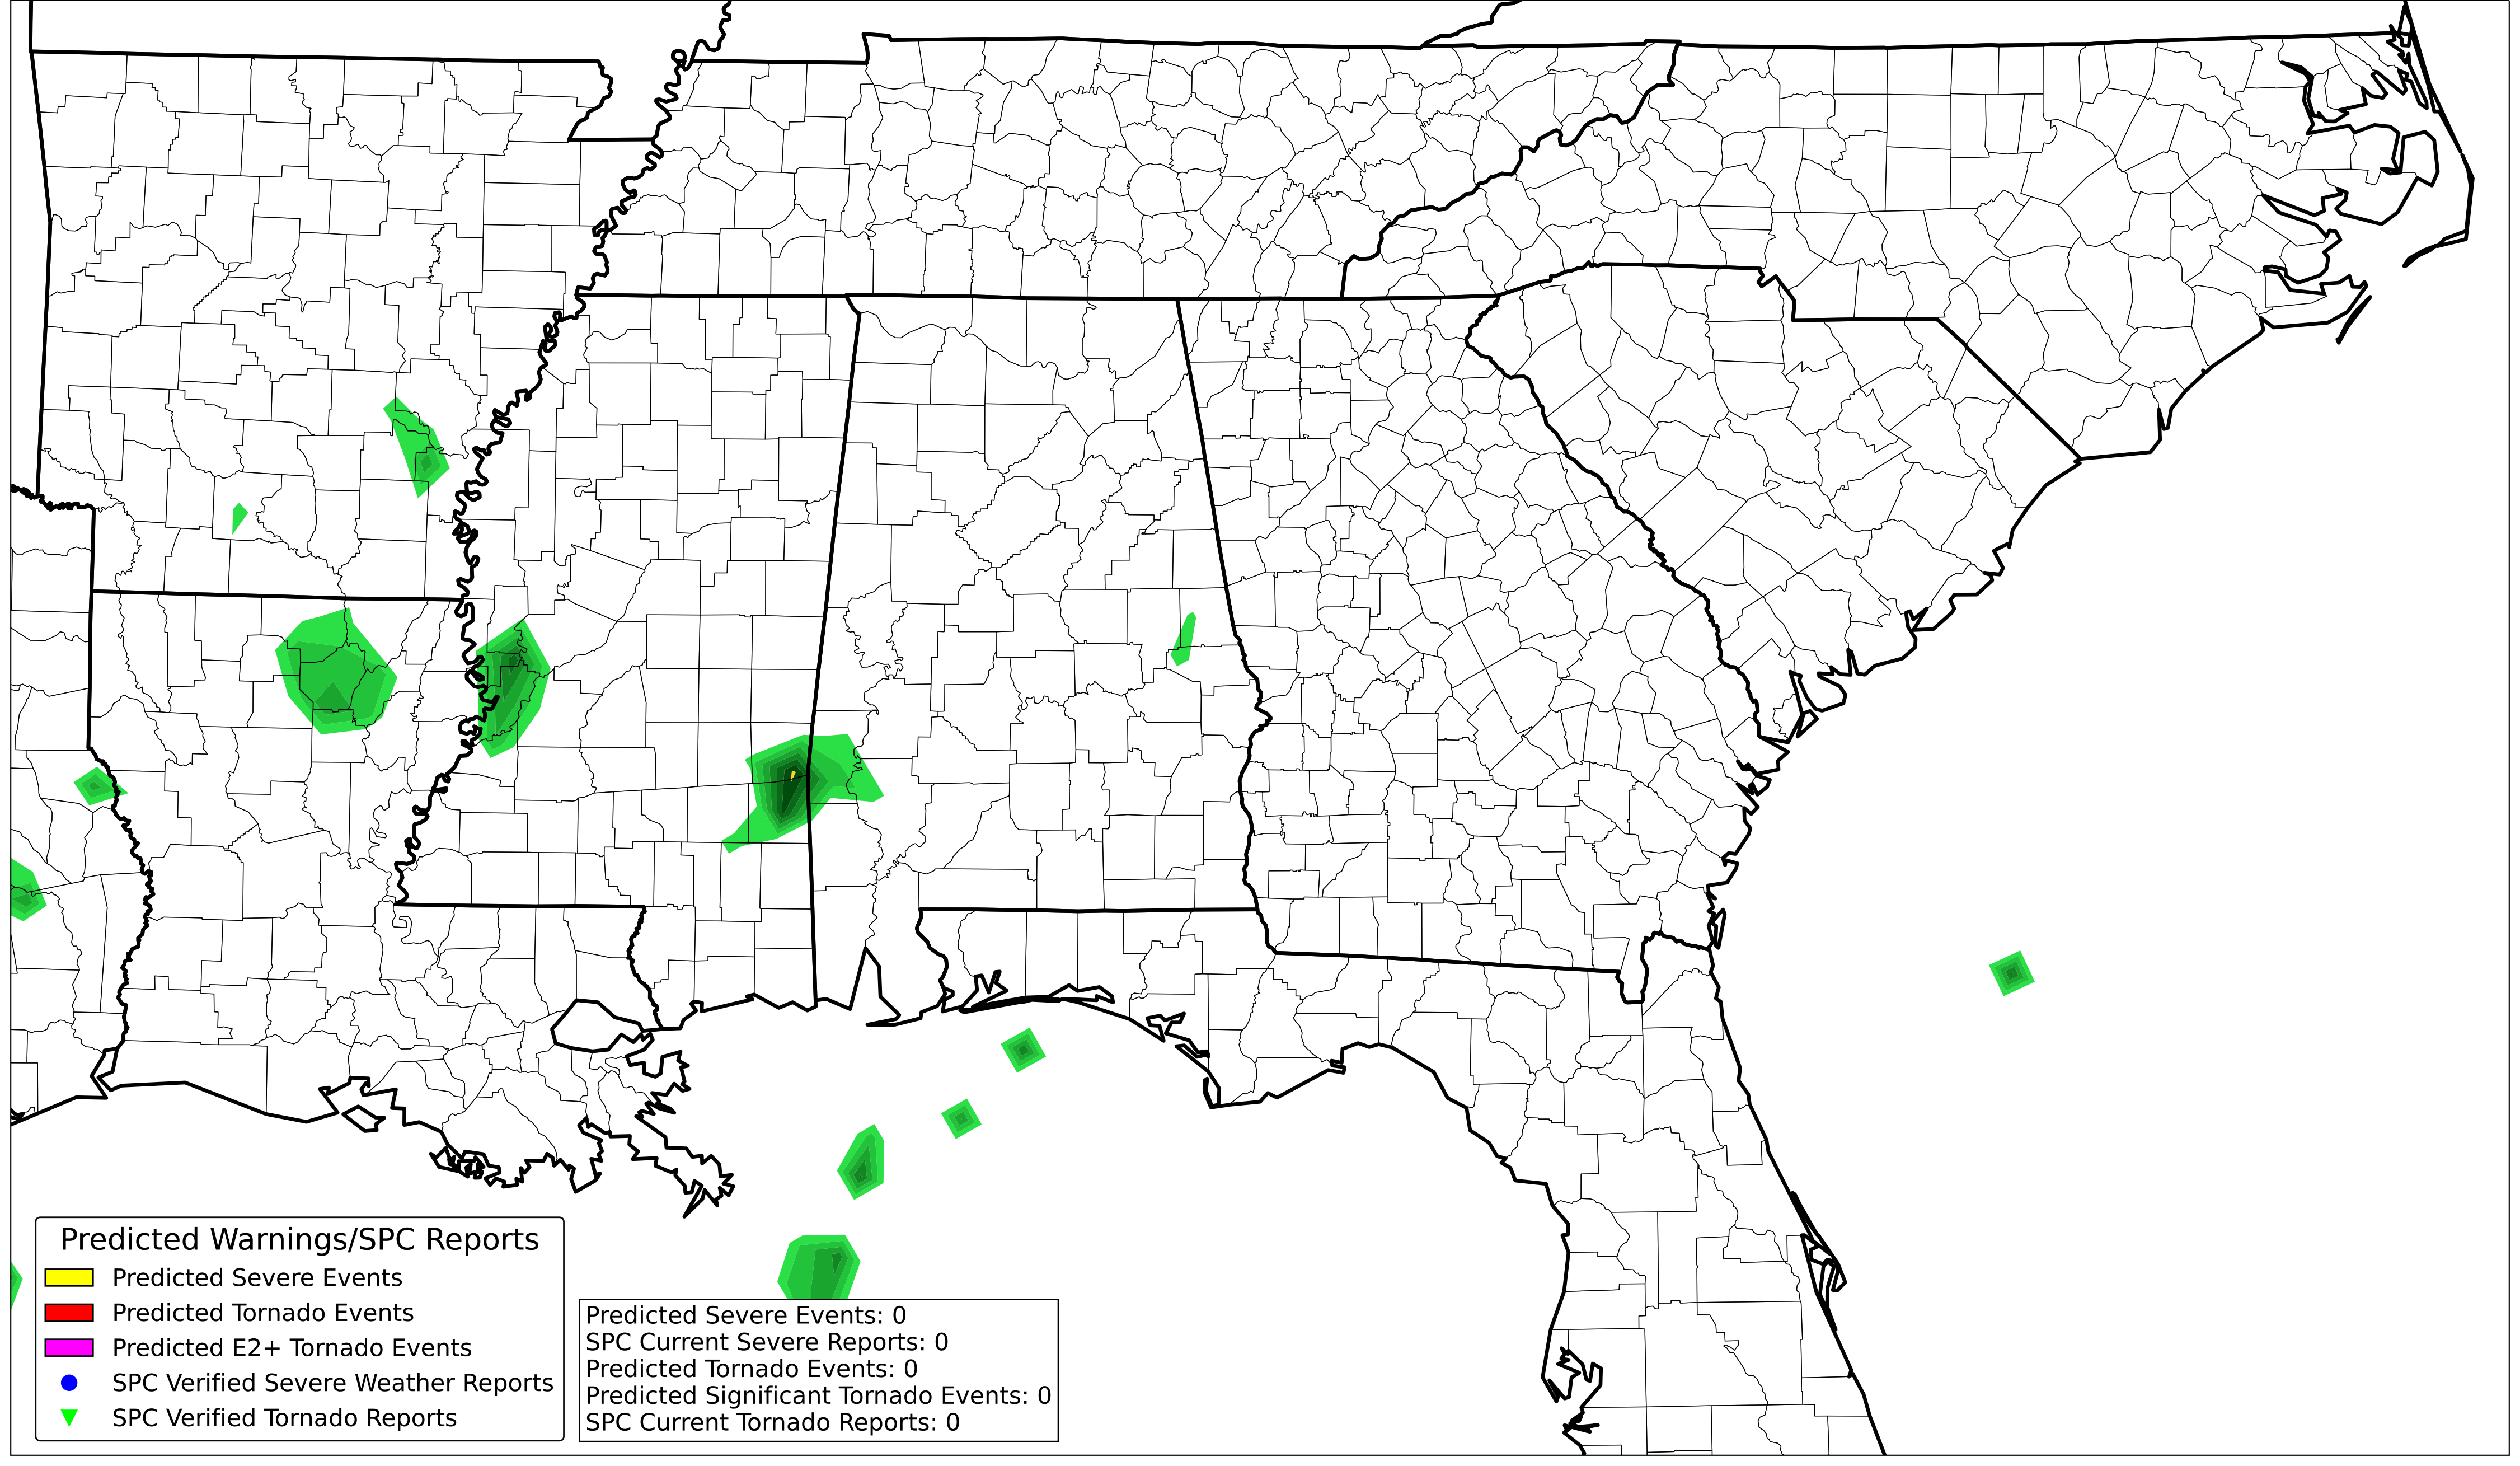 Predicted Warnings/SPC Reports
Predicted Severe Events
Predicted Tornado Events
Predicted E2+ Tornado Events
SPC Verified Severe Weather Reports
SPC Verified Tornado Reports
Predicted Severe Events: 0
SPC Current Severe Reports: 0
Predicted Tornado Events: 0
Predicted Significant Tornado Events: 0
SPC Current Tornado Reports: 0